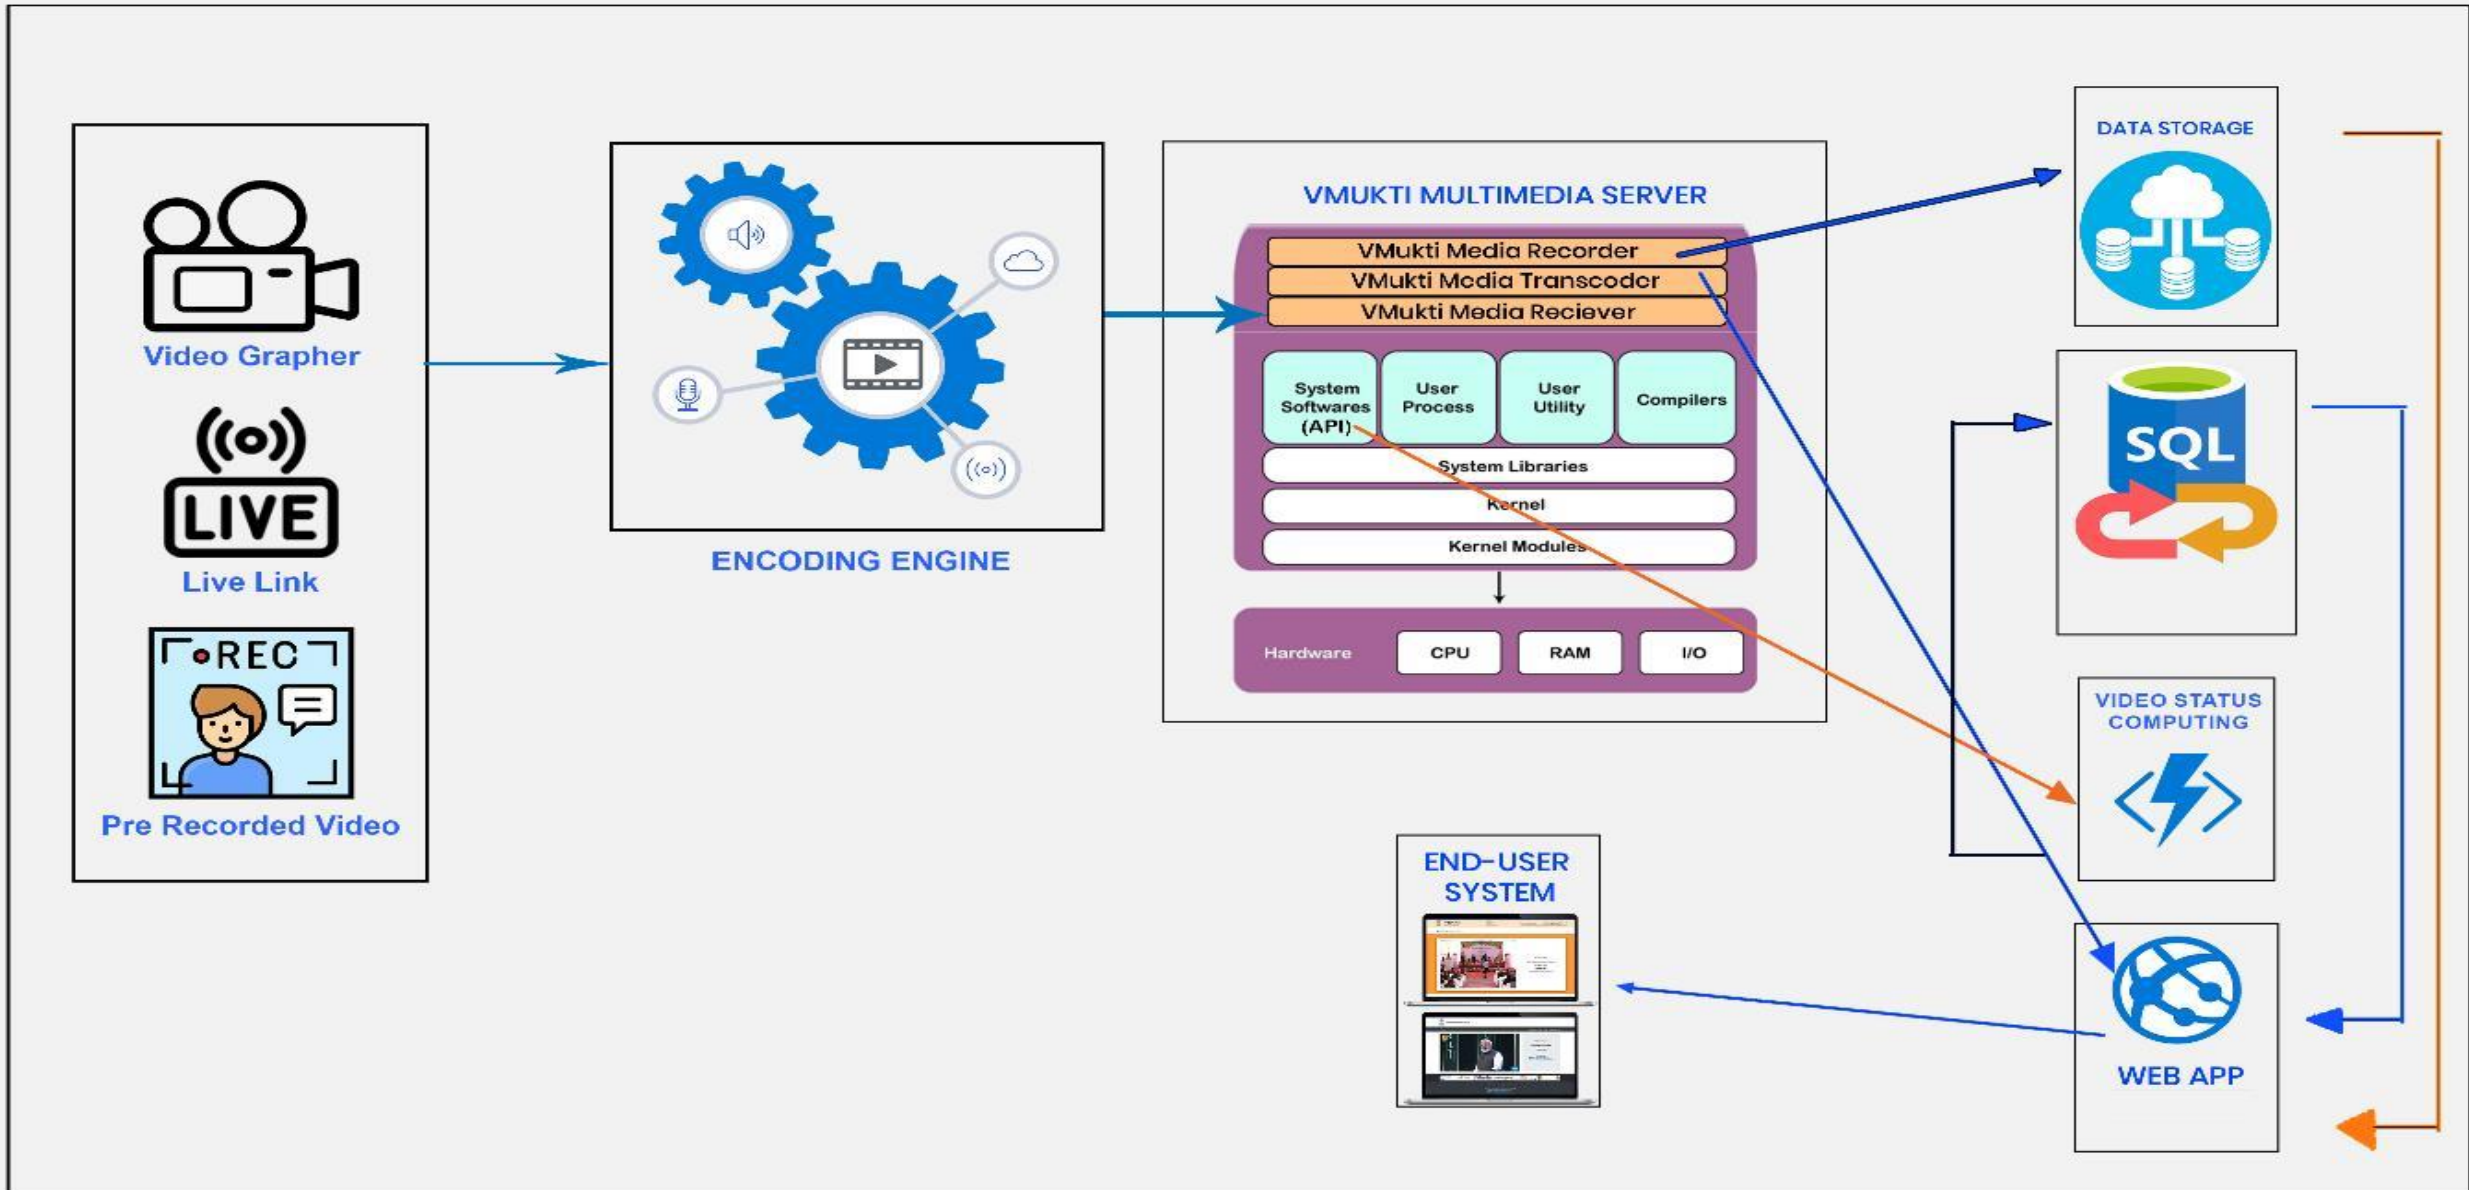 Video Grapher
LIVE
Live Link
REC
Pre Recorded Video
ENCODING ENGINE
VMUKTI MULTIMEDIA SERVER
VMukti Media Recorder
VMukti Media Transcoder
VMukti Media Reciever
System
Softwares
(API)
User
Process
User
Utility
Compilers
System Libraries
Kernel
Kernel Modules
Hardware
CPU
RAM
I/O
END-USER
SYSTEM
DATA STORAGE
SQL
VIDEO STATUS
COMPUTING
WEB APP